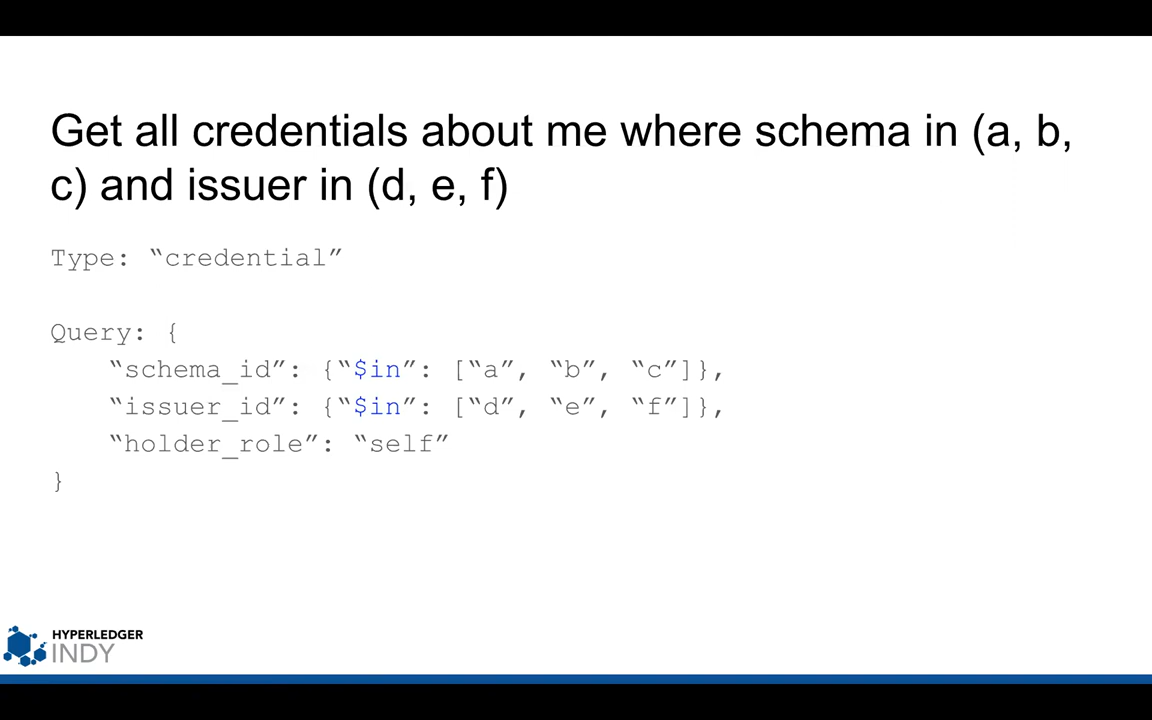 Get all credentials about me where schema in (a, b,
c) and issuer in (d, e, f)
Type: “credential”
Query: {
“schema_id”: {“$in”: [“a”, “b”, “c”]},
“issuer_id”: {“$in”: [“d”, “e”, “f”]},
“holder_role”: “self”
}
HYPERLEDGER
INDY